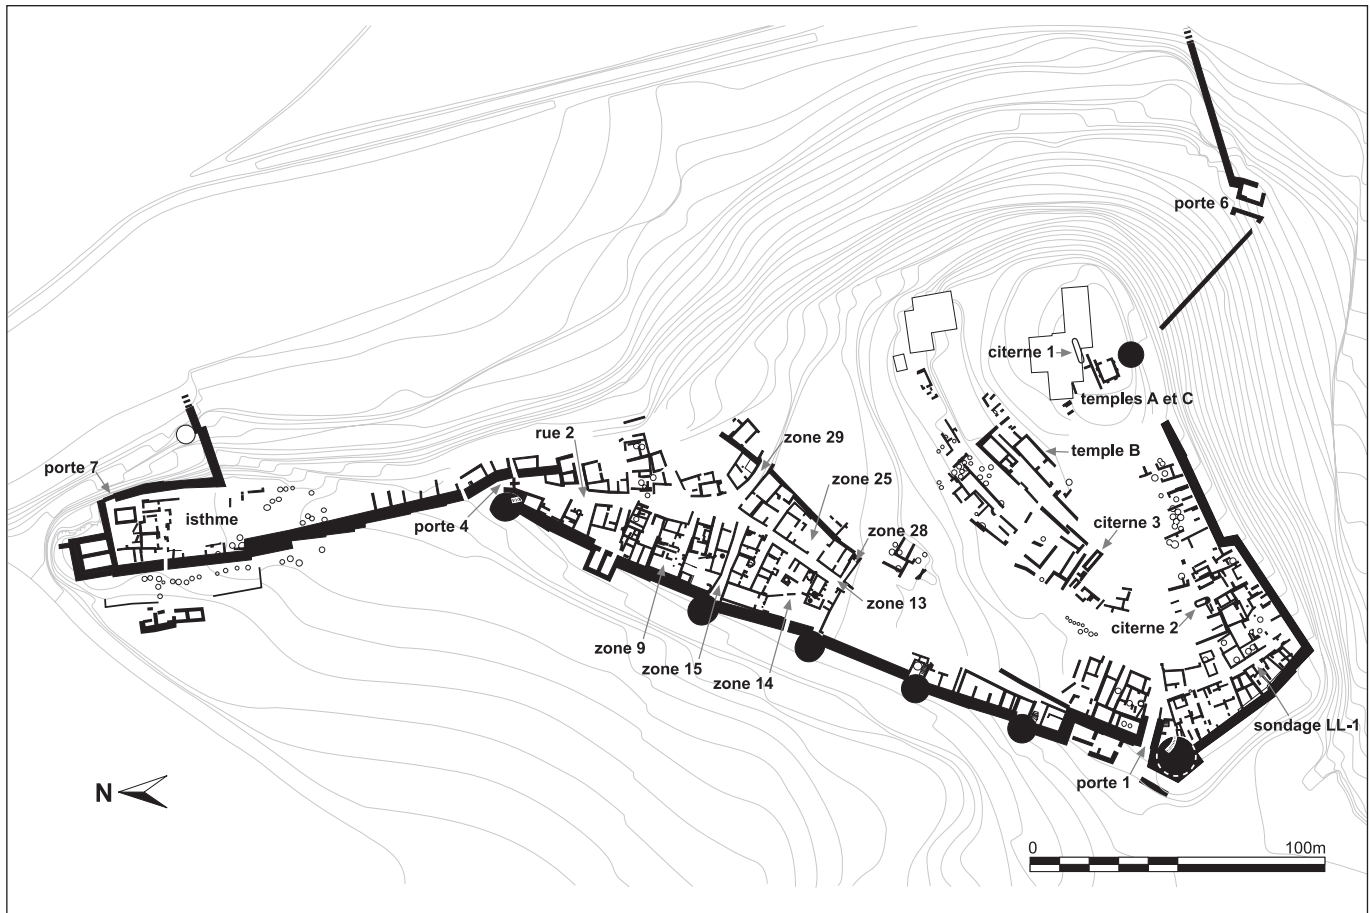 porte 6
citerne 1
temples A et C
rue 2
zone 29
temple B
porte 7
zone 25
isthme
porte 4
citerne 3
zone 28
zone 13
citerne 2
zone 9
zone 15
zone 14
sondage LL-1
porte 1
N
0 100m